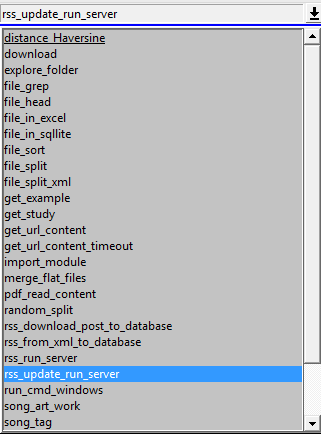 rss_update_run_server
distance_Haversine
download
explore_folder
file_grep
file_head
file_in_excel
file_in_sqllite
file_sort
file_split
file_split_xml
get_example
get_study
get_url_content
get_url_content_timeout
import_module
merge_flat_files
pdf_read_content
random_split
rss_download_post_to_database
rss_from_xml_to_database
rss_run_server
rss_update_run_server
run_cmd_windows
song_art_work
song_tag